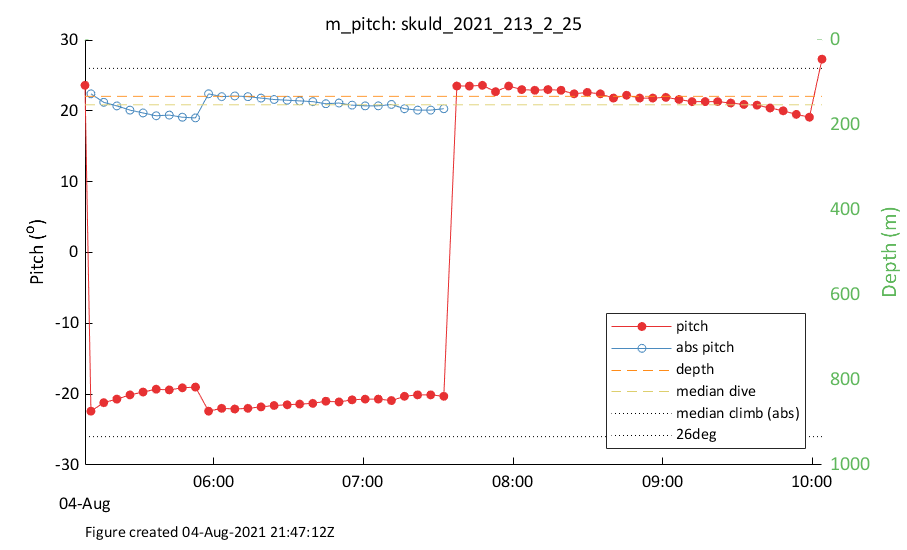 m_pitch: skuld_2021_213_2_25
30
20
10
0
-10
-20
-30
Pitch (o)
0
200
400
600
800
1000
Depth (m)
pitch
abs pitch
depth
median dive
median climb (abs)
26deg
06:00
07:00
08:00
09:00
10:00
04-Aug
Figure created 04-Aug-2021 21:47:12Z